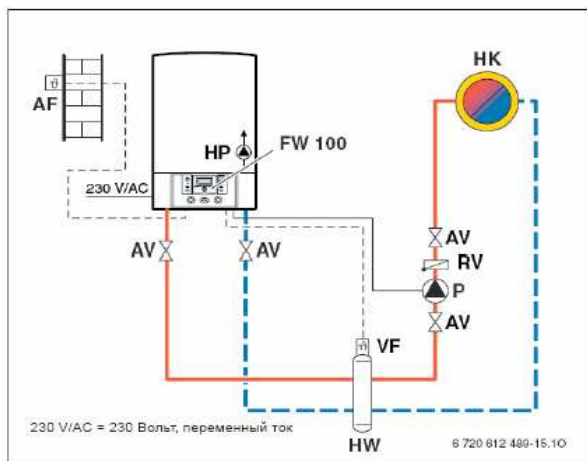 HK
AF
FW 100
HP
230 V/AC
AV
AV
AV
RV
P
AV
VF
HW
230 V/AC = 230 Вольт, переменный ток
6 720 612 489-15.1O